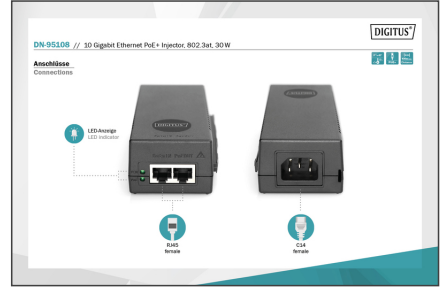 DIGITUS®
DN-95108 // 10 Gigabit Ethernet PoE+ Injector, 802.3at, 30 W
Anschlüsse
Connections
DIGITUS
LED-Anzeige
LED indicator
RJ45
female
C14
female